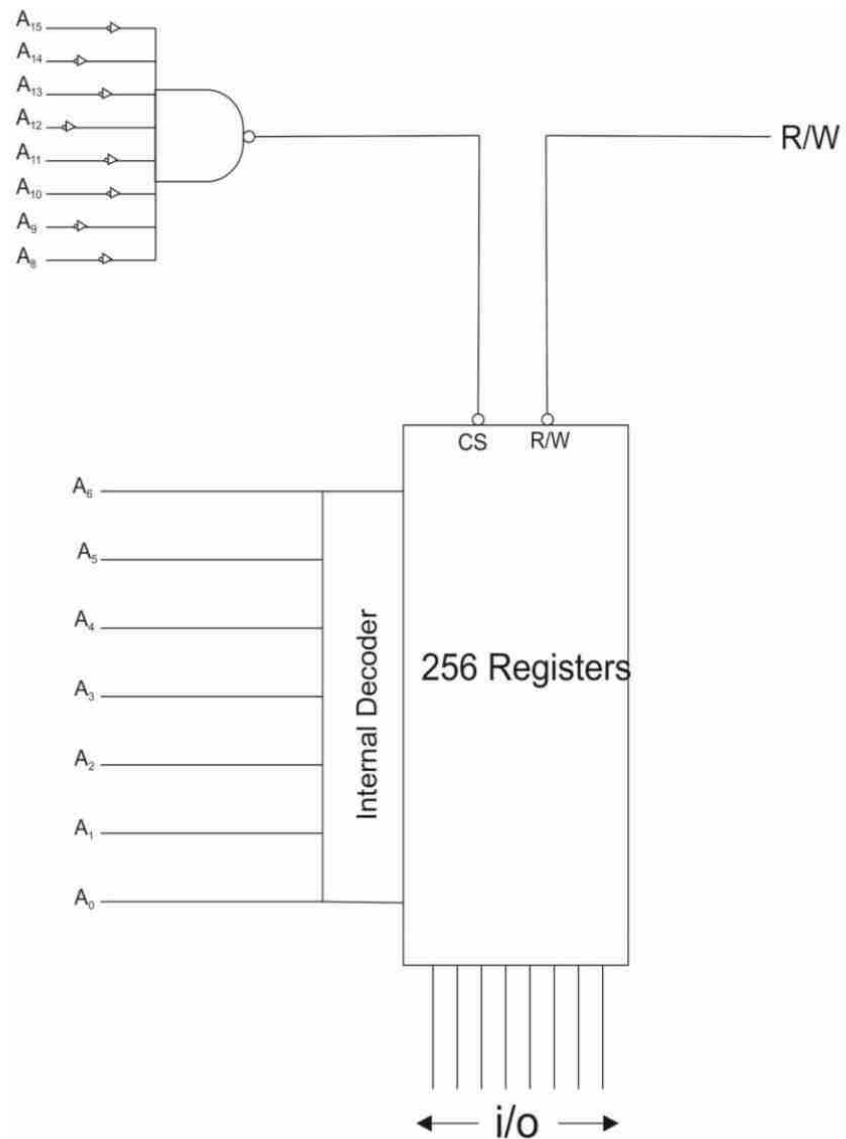 A₁₅
A₁₄
A₁₃
A₁₂
A₁₁
A₁₀
A₉
A₈
R/W
CS R/W
A₆
A₅
A₄
A₃
A₂
A₁
A₀
Internal Decoder
256 Registers
i/o